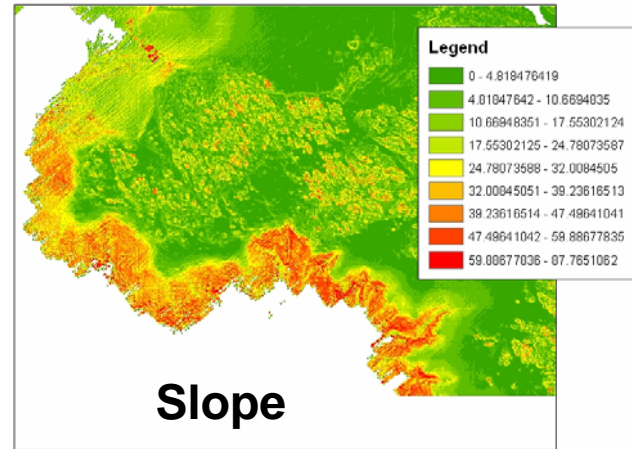 Legend
0 - 4.818476419
4.81847642 - 10.6694835
10.66948351 - 17.55302124
17.55302125 - 24.78073587
24.78073588 - 32.0084505
32.00845051 - 39.23616513
39.23616514 - 47.49641041
47.49641042 - 59.88677835
59.88677836 - 87.7651062
Slope